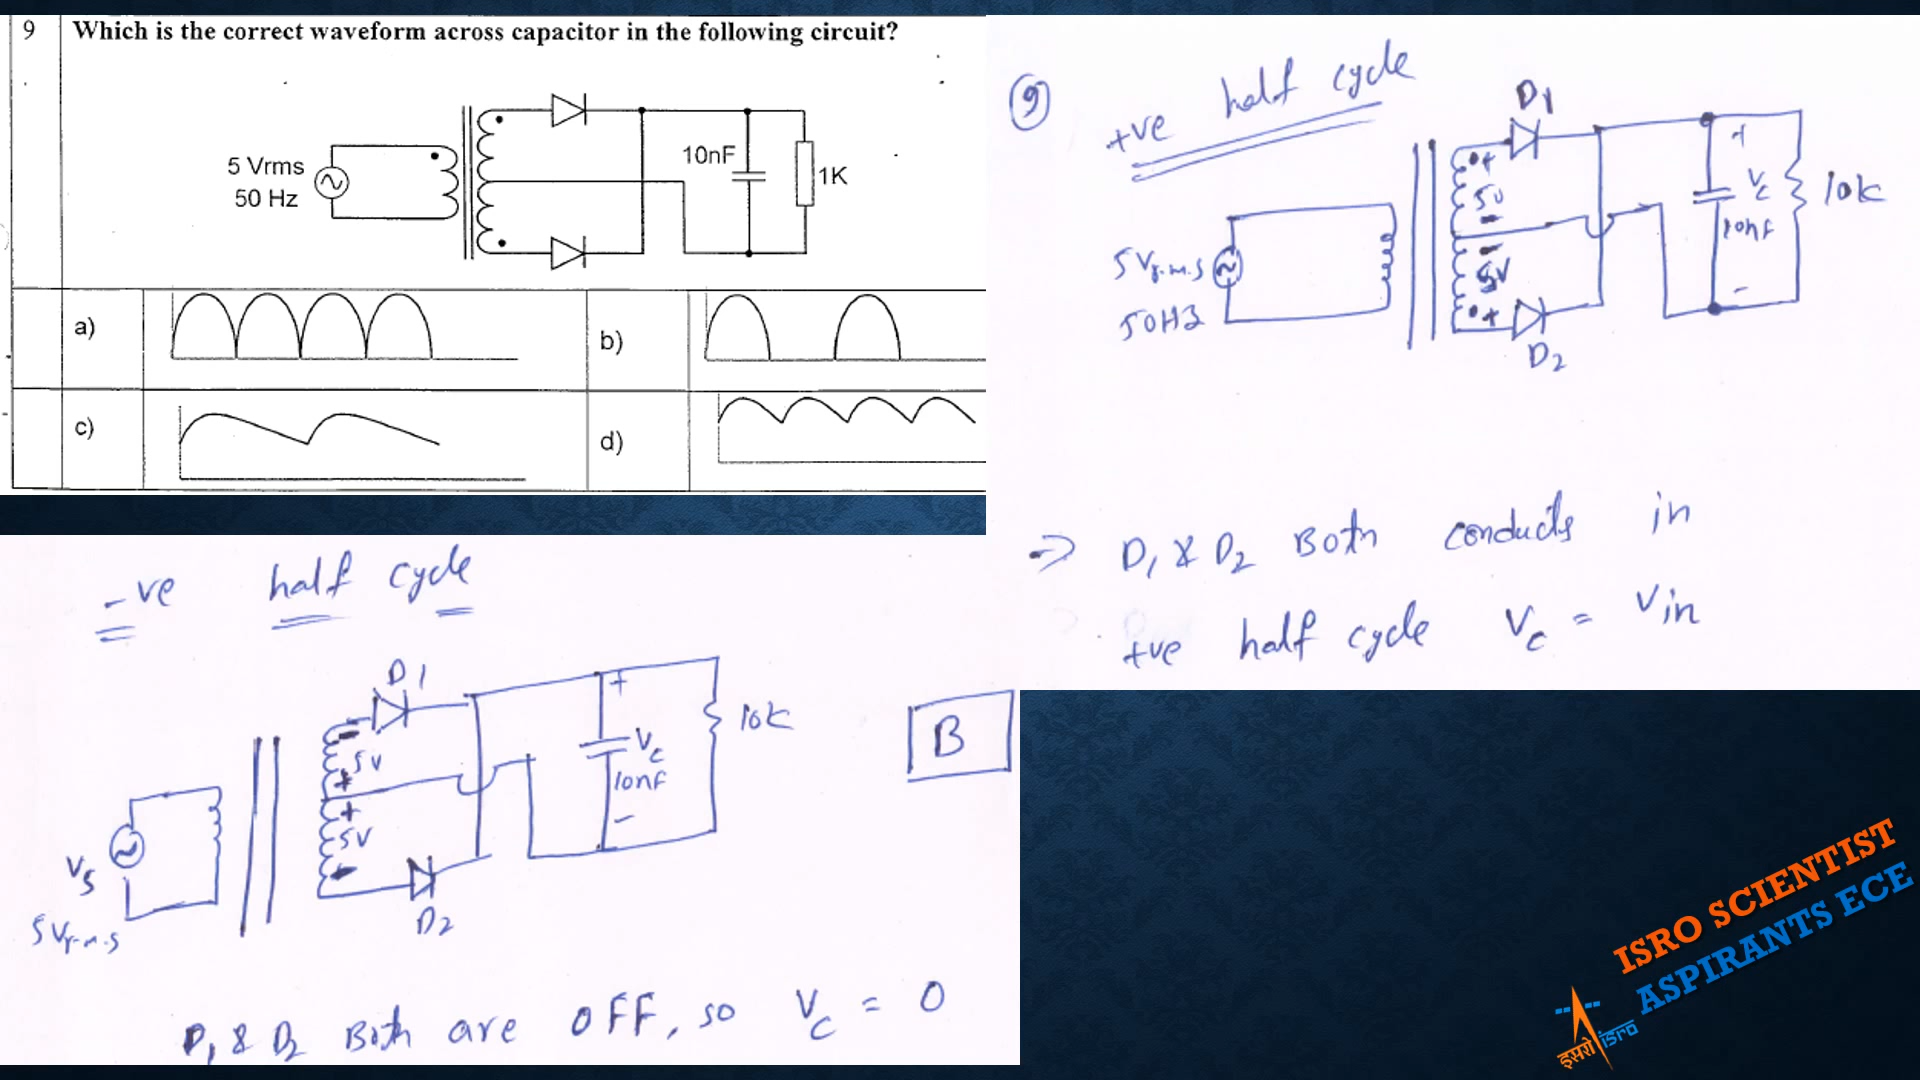 9 Which is the correct waveform across capacitor in the following circuit?
5 Vrms
50 Hz
10nF
1K
a)
b)
c)
d)
9 +ve half cycle
D1
+
5v
-
-
5V
+
D2
5Vr.m.s
50HZ
+
Vc
10nf
-
10k
=> D1 & D2 Both conducts in
+ve half cycle Vc = Vin
-ve half cycle
D1
-
5v
+
+
5V
-
D2
Vs
5Vr.m.s
+
Vc
10nf
-
10k
B
D1 & D2 Both are OFF, so Vc = 0
ISRO SCIENTIST
ASPIRANTS ECE
इसरो isro